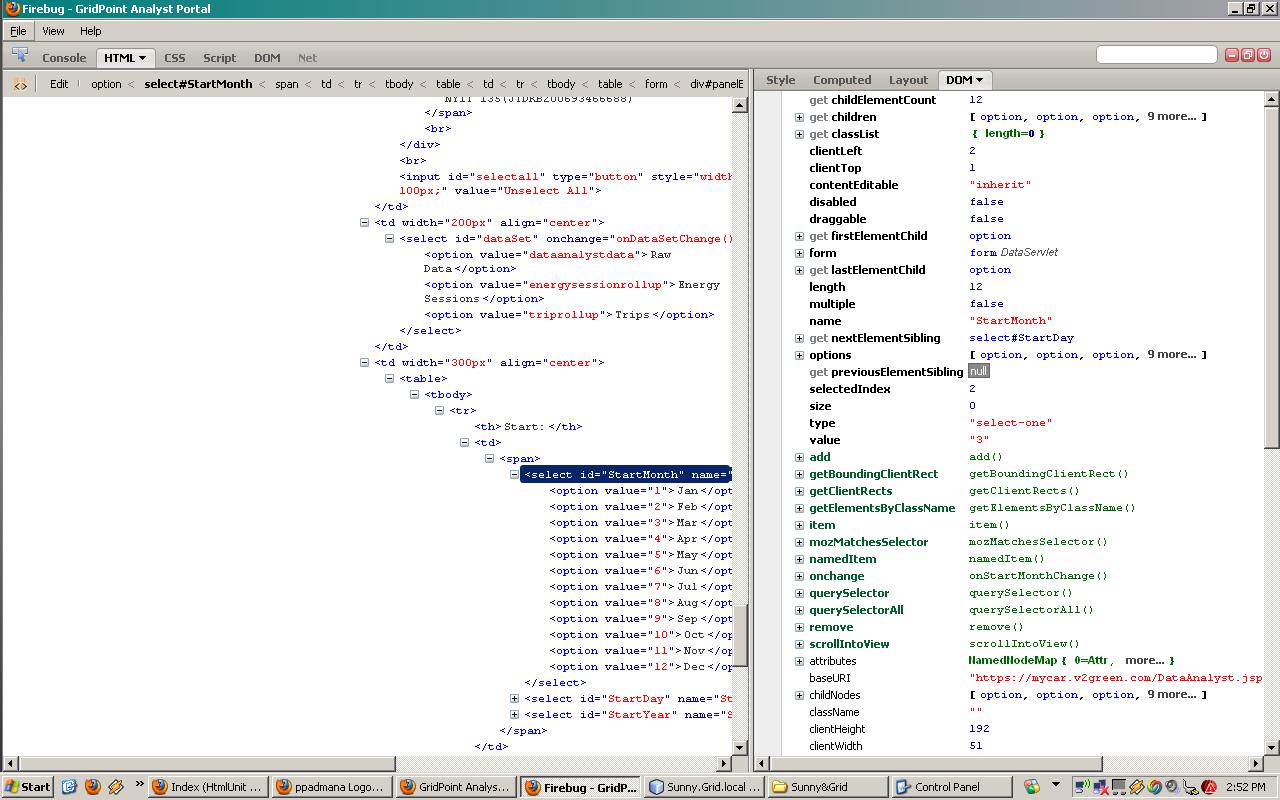 Firebug - GridPoint Analyst Portal
File View Help
Console HTML CSS Script DOM Net
Edit option < select#StartMonth < span < td < tr < tbody < table < td < tr < tbody < table < form < div#panelE
</span>
<br>
</div>
<br>
<input id="selectall" type="button" style="width
100px;" value="Unselect All">
</td>
<td width="200px" align="center">
<select id="dataSet" onchange="onDataSetChange()
<option value="dataanalystdata">Raw
Data</option>
<option value="energysessionrollup">Energy
Sessions</option>
<option value="triprollup">Trips</option>
</select>
</td>
<td width="300px" align="center">
<table>
<tbody>
<tr>
<th>Start:</th>
<td>
<span>
<select id="StartMonth" name="
<option value="1">Jan</opt
<option value="2">Feb</opt
<option value="3">Mar</opt
<option value="4">Apr</opt
<option value="5">May</opt
<option value="6">Jun</opt
<option value="7">Jul</opt
<option value="8">Aug</opt
<option value="9">Sep</opt
<option value="10">Oct</op
<option value="11">Nov</op
<option value="12">Dec</op
</select>
<select id="StartDay" name="St
<select id="StartYear" name="S
</span>
</td>
Style Computed Layout DOM
get childElementCount 12
get children [ option, option, option, 9 more... ]
get classList { length=0 }
clientLeft 2
clientTop 1
contentEditable "inherit"
disabled false
draggable false
get firstElementChild option
form form DataServlet
get lastElementChild option
length 12
multiple false
name "StartMonth"
get nextElementSibling select#StartDay
options [ option, option, option, 9 more... ]
get previousElementSibling null
selectedIndex 2
size 0
type "select-one"
value "3"
add add()
getBoundingClientRect getBoundingClientRect()
getClientRects getClientRects()
getElementsByClassName getElementsByClassName()
item item()
mozMatchesSelector mozMatchesSelector()
namedItem namedItem()
onchange onStartMonthChange()
querySelector querySelector()
querySelectorAll querySelectorAll()
remove remove()
scrollIntoView scrollIntoView()
attributes NamedNodeMap { 0=Attr, more... }
baseURI "https://mycar.v2green.com/DataAnalyst.jsp
childNodes [ option, option, option, 9 more... ]
className ""
clientHeight 192
clientWidth 51
Start » Index (HtmlUnit ... ppadmana Logo... GridPoint Analys... Firebug - GridP... Sunny.Grid.local ... Sunny&Grid Control Panel 2:52 PM